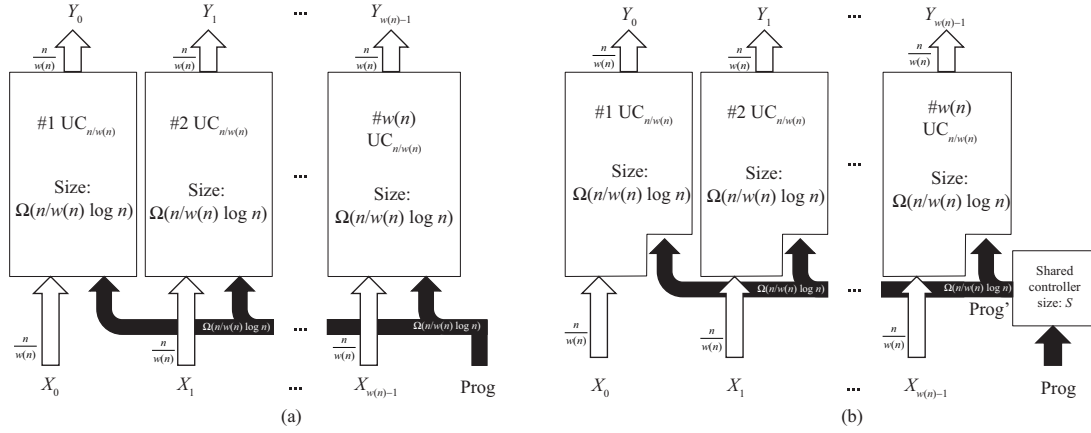 Y_0 Y_1 ... Y_{w(n)−1}
n/w(n) n/w(n) n/w(n)
#1 UC_{n/w(n)} #2 UC_{n/w(n)} #w(n)
UC_{n/w(n)}
...
Size: Size: Size:
Ω(n/w(n) log n) Ω(n/w(n) log n) Ω(n/w(n) log n)
Ω(n/w(n) log n) ... Ω(n/w(n) log n)
n/w(n) n/w(n) n/w(n)
X_0 X_1 ... X_{w(n)−1} Prog
(a)
Y_0 Y_1 ... Y_{w(n)−1}
n/w(n) n/w(n) n/w(n)
#1 UC_{n/w(n)} #2 UC_{n/w(n)} #w(n)
UC_{n/w(n)}
...
Size: Size: Size:
Ω(n/w(n) log n) Ω(n/w(n) log n) Ω(n/w(n) log n)
Shared
controller
size: S
Ω(n/w(n) log n) ... Ω(n/w(n) log n)
Prog’
n/w(n) n/w(n) n/w(n)
X_0 X_1 ... X_{w(n)−1} Prog
(b)